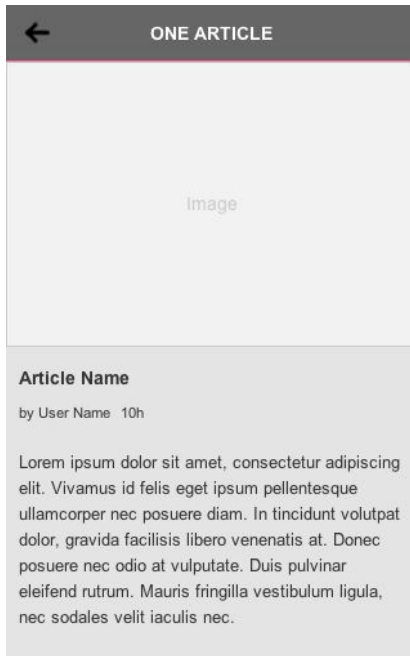 ONE ARTICLE
Image
Article Name
by User Name 10h
Lorem ipsum dolor sit amet, consectetur adipiscing
elit. Vivamus id felis eget ipsum pellentesque
ullamcorper nec posuere diam. In tincidunt volutpat
dolor, gravida facilisis libero venenatis at. Donec
posuere nec odio at vulputate. Duis pulvinar
eleifend rutrum. Mauris fringilla vestibulum ligula,
nec sodales velit iaculis nec.